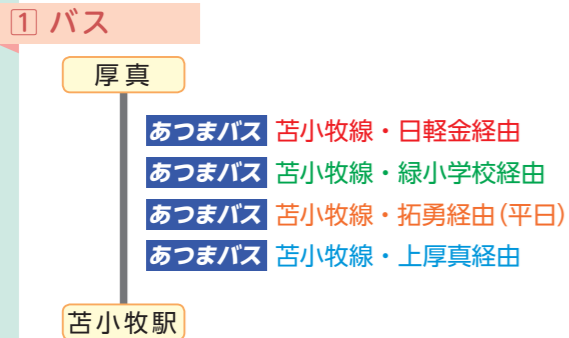 1 バス
厚真
あつまバス 苫小牧線・日軽金経由
あつまバス 苫小牧線・緑小学校経由
あつまバス 苫小牧線・拓勇経由(平日)
あつまバス 苫小牧線・上厚真経由
苫小牧駅